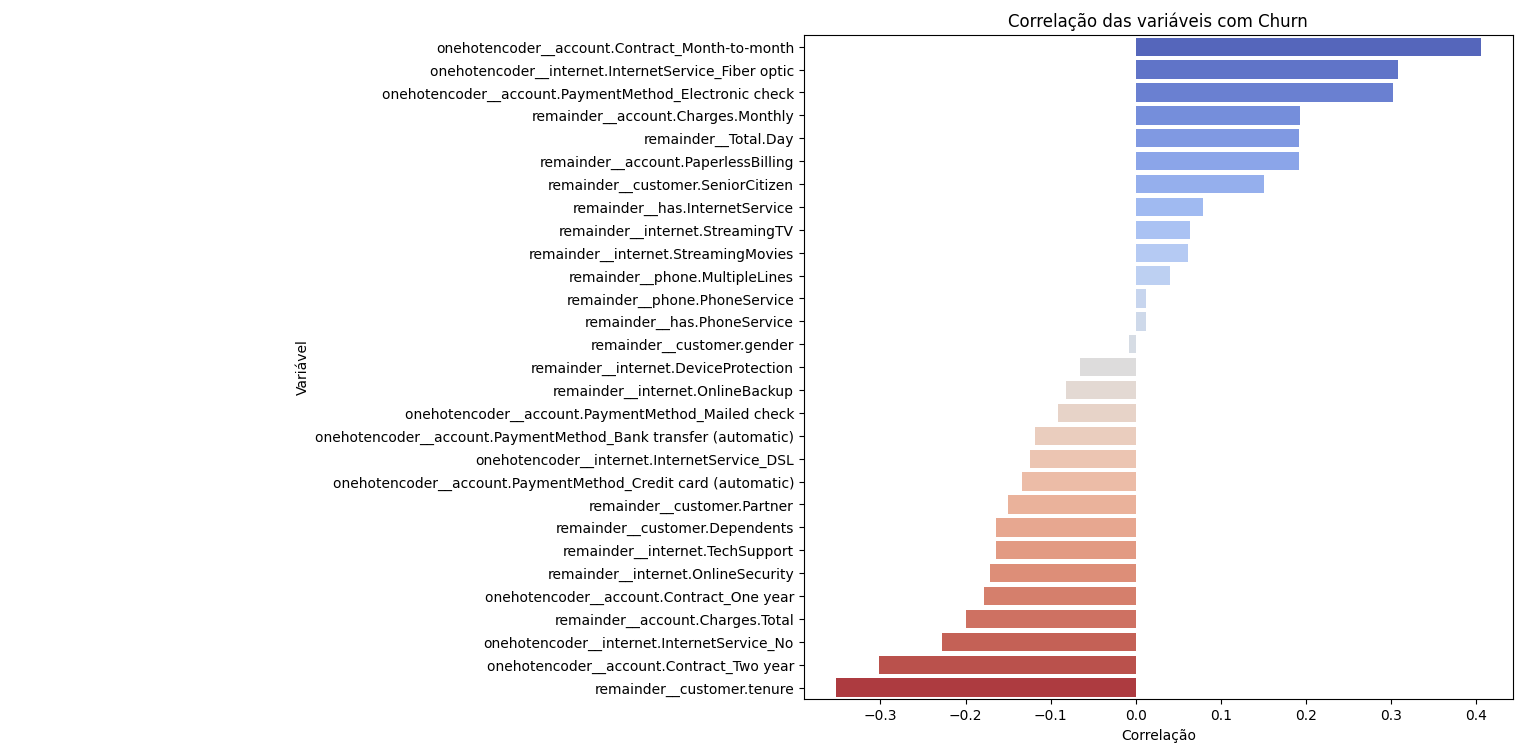 Correlação das variáveis com Churn
Variável
onehotencoder__account.Contract_Month-to-month
onehotencoder__internet.InternetService_Fiber optic
onehotencoder__account.PaymentMethod_Electronic check
remainder__account.Charges.Monthly
remainder__Total.Day
remainder__account.PaperlessBilling
remainder__customer.SeniorCitizen
remainder__has.InternetService
remainder__internet.StreamingTV
remainder__internet.StreamingMovies
remainder__phone.MultipleLines
remainder__phone.PhoneService
remainder__has.PhoneService
remainder__customer.gender
remainder__internet.DeviceProtection
remainder__internet.OnlineBackup
onehotencoder__account.PaymentMethod_Mailed check
onehotencoder__account.PaymentMethod_Bank transfer (automatic)
onehotencoder__internet.InternetService_DSL
onehotencoder__account.PaymentMethod_Credit card (automatic)
remainder__customer.Partner
remainder__customer.Dependents
remainder__internet.TechSupport
remainder__internet.OnlineSecurity
onehotencoder__account.Contract_One year
remainder__account.Charges.Total
onehotencoder__internet.InternetService_No
onehotencoder__account.Contract_Two year
remainder__customer.tenure
−0.3 −0.2 −0.1 0.0 0.1 0.2 0.3 0.4
Correlação